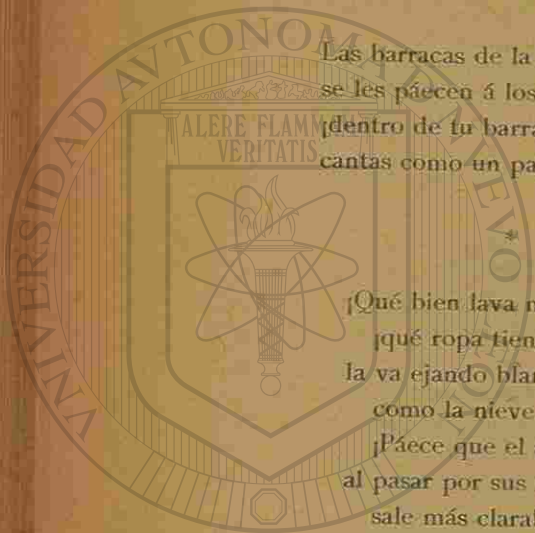 Las barracas de la
se les páecen á los
¡dentro de tu barra
cantas como un pa
*
¡Qué bien lava
¡qué ropa tien
la va ejando blan
como la nieve
¡Páece que el
al pasar por sus
sale más clara
UNIVERSIDAD AUTONOMA DE NUEVO
ALERE FLAMMAM
VERITATIS